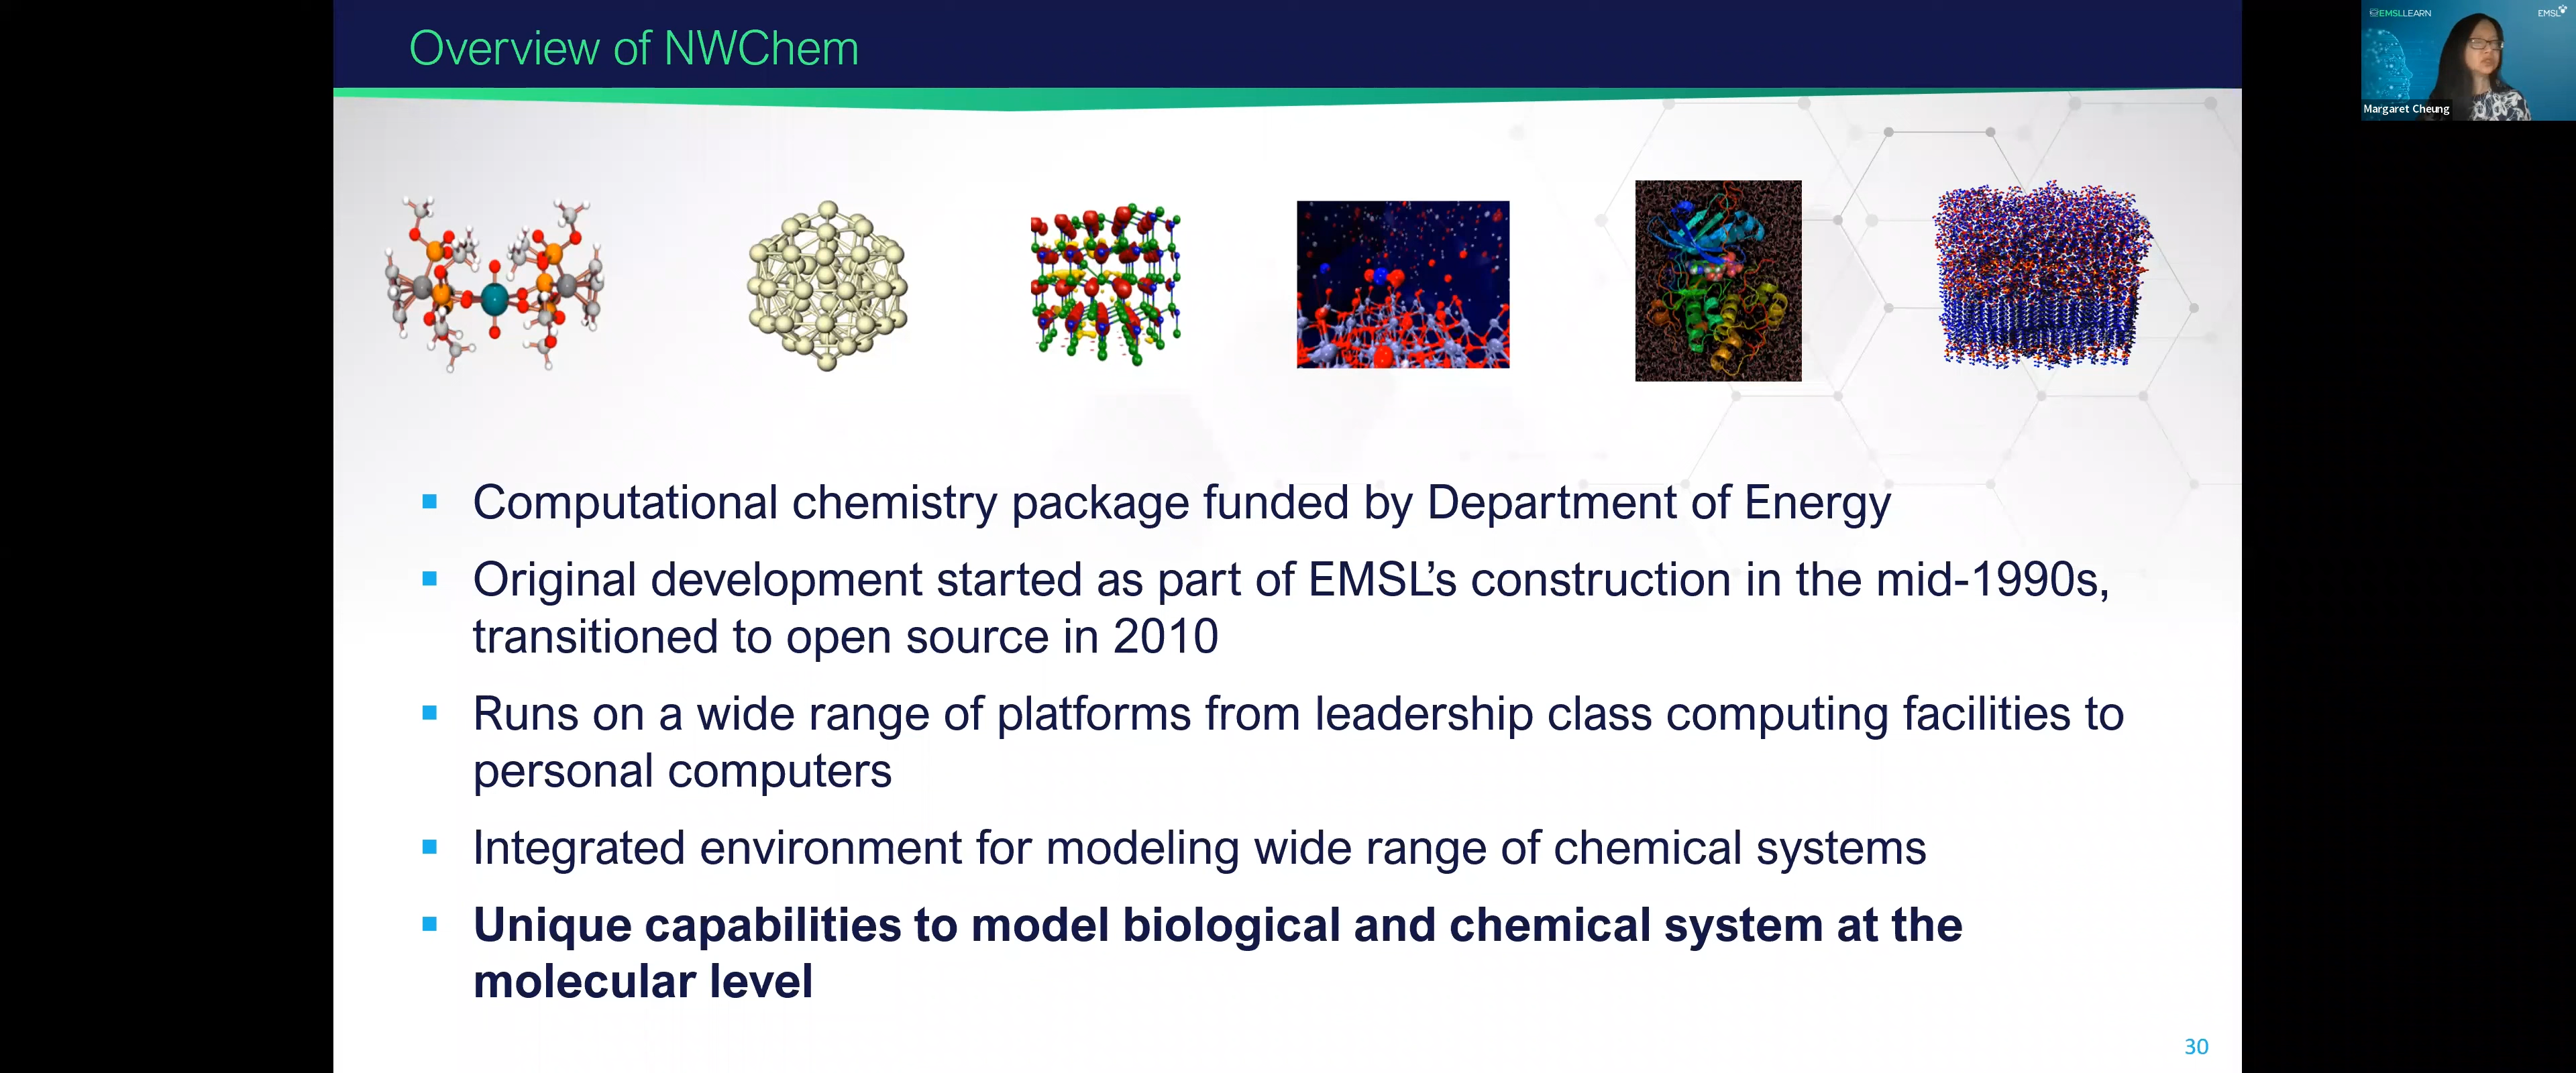 Overview of NWChem
EMSLLEARN
EMSL
Margaret Cheung
Computational chemistry package funded by Department of Energy
Original development started as part of EMSL’s construction in the mid-1990s,
transitioned to open source in 2010
Runs on a wide range of platforms from leadership class computing facilities to
personal computers
Integrated environment for modeling wide range of chemical systems
Unique capabilities to model biological and chemical system at the
molecular level
30